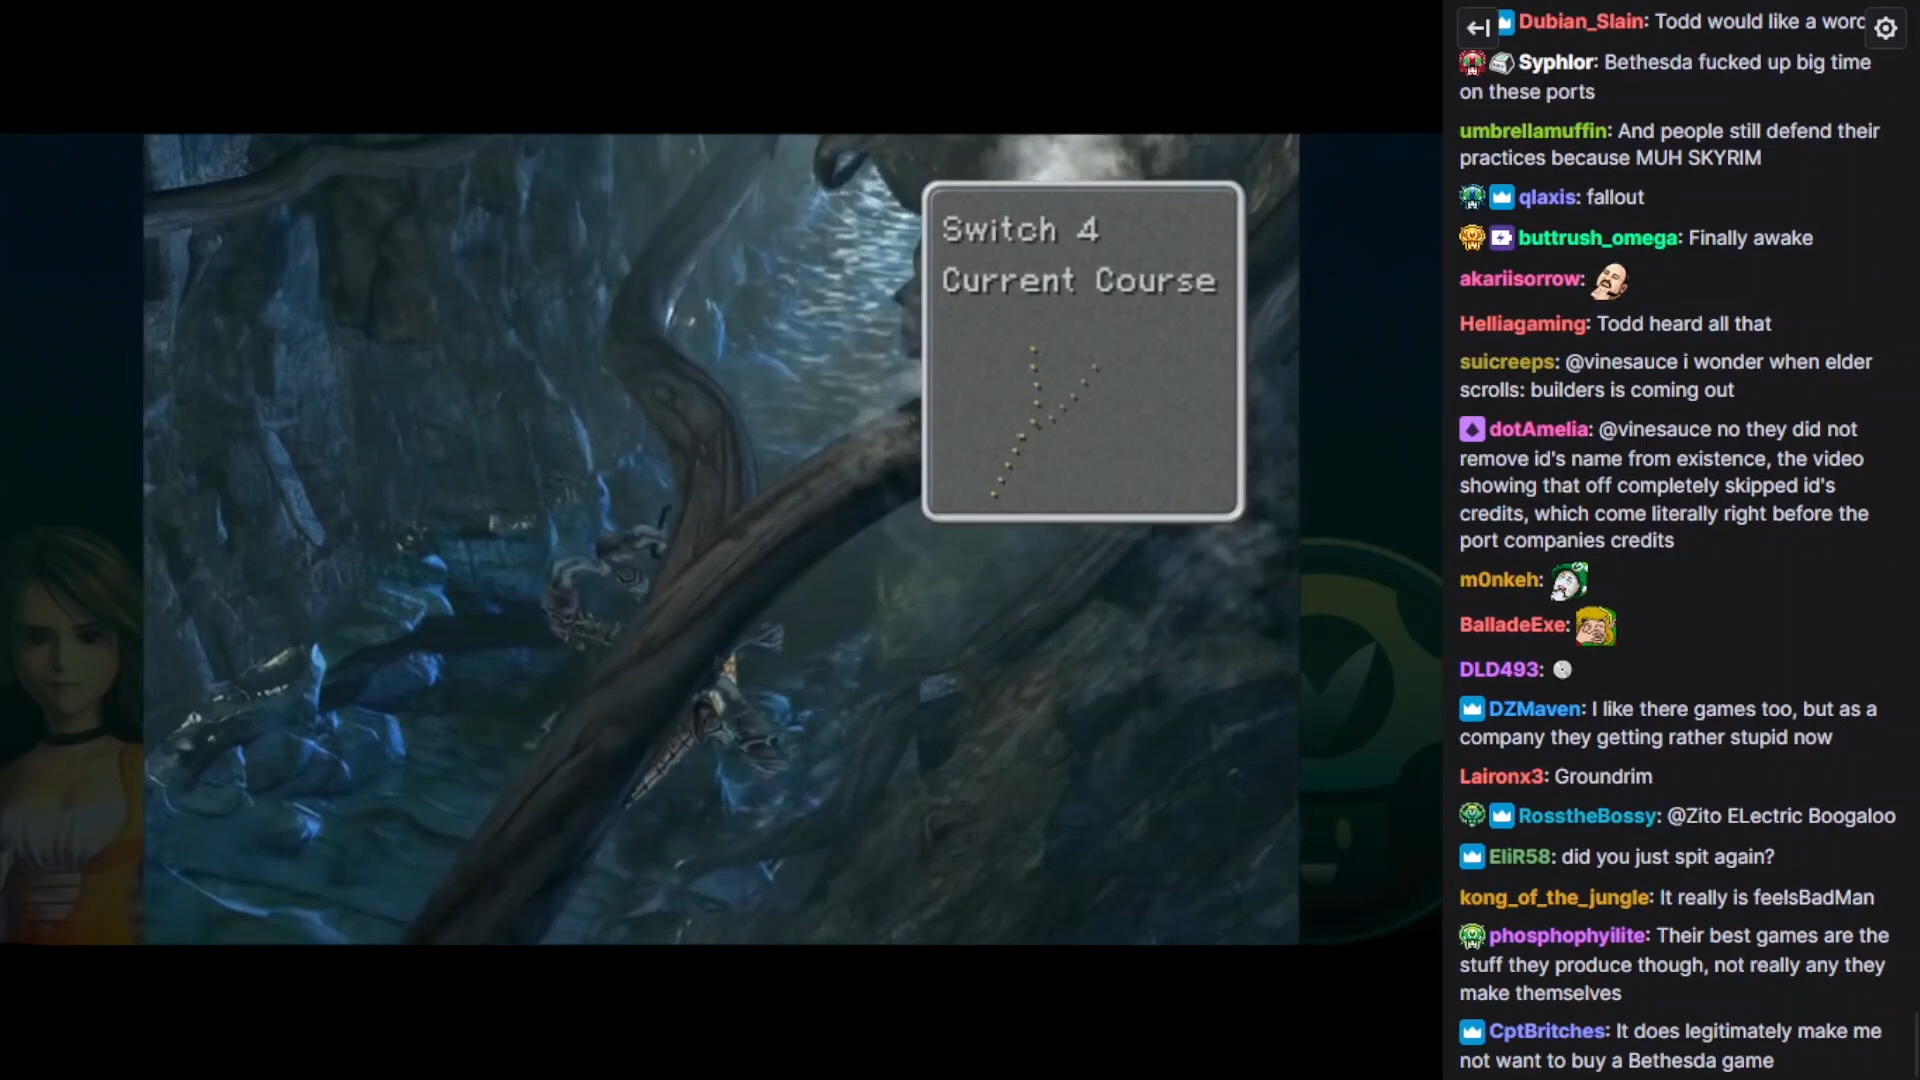 Switch 4
Current Course
Dubian_Slain: Todd would like a word
Syphlor: Bethesda fucked up big time
on these ports
umbrellamuffin: And people still defend their
practices because MUH SKYRIM
qlaxis: fallout
buttrush_omega: Finally awake
akariisorrow:
Helliagaming: Todd heard all that
suicreeps: @vinesauce i wonder when elder
scrolls: builders is coming out
dotAmelia: @vinesauce no they did not
remove id's name from existence, the video
showing that off completely skipped id's
credits, which come literally right before the
port companies credits
m0nkeh:
BalladeExe:
DLD493:
DZMaven: I like there games too, but as a
company they getting rather stupid now
Laironx3: Groundrim
RosstheBossy: @Zito ELectric Boogaloo
EliR58: did you just spit again?
kong_of_the_jungle: It really is feelsBadMan
phosphophyilite: Their best games are the
stuff they produce though, not really any they
make themselves
CptBritches: It does legitimately make me
not want to buy a Bethesda game